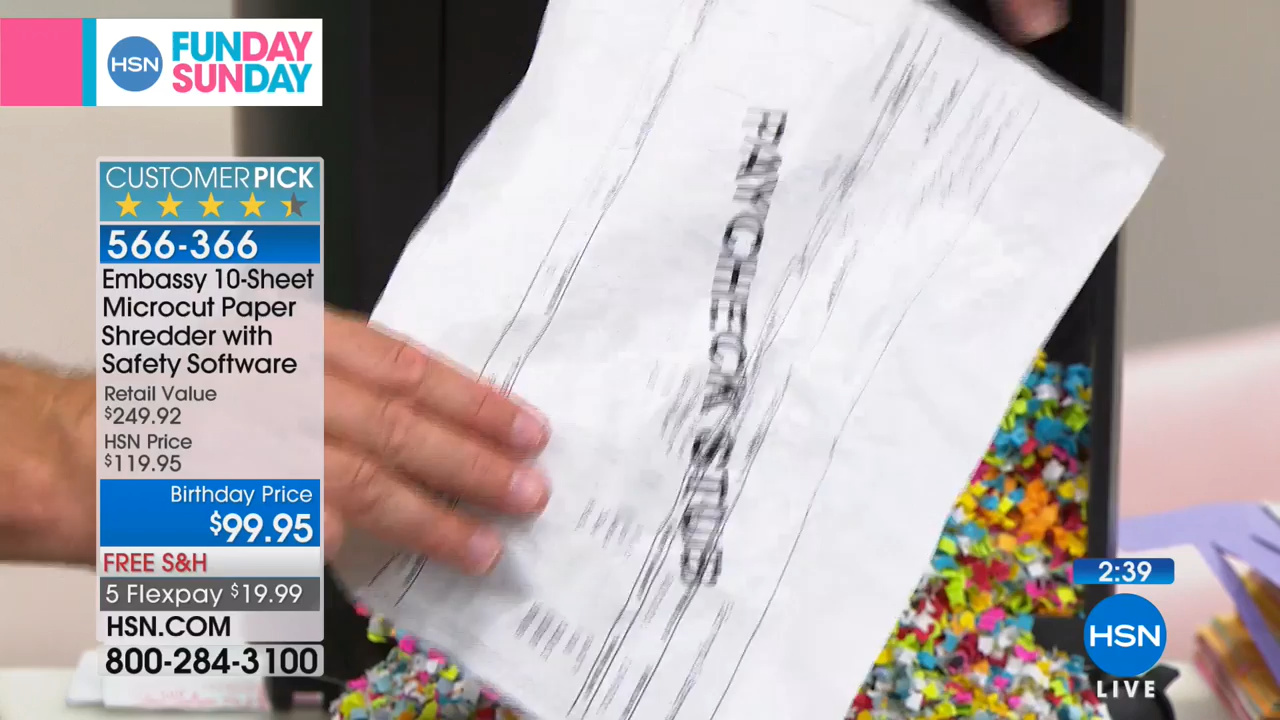 HSN
FUNDAY
SUNDAY
CUSTOMER PICK
566-366
Embassy 10-Sheet
Microcut Paper
Shredder with
Safety Software
Retail Value
$249.92
HSN Price
$119.95
Birthday Price
$99.95
FREE S&H
5 Flexpay $19.99
HSN.COM
800-284-3100
PAYCHECK STUB
2:39
HSN
LIVE